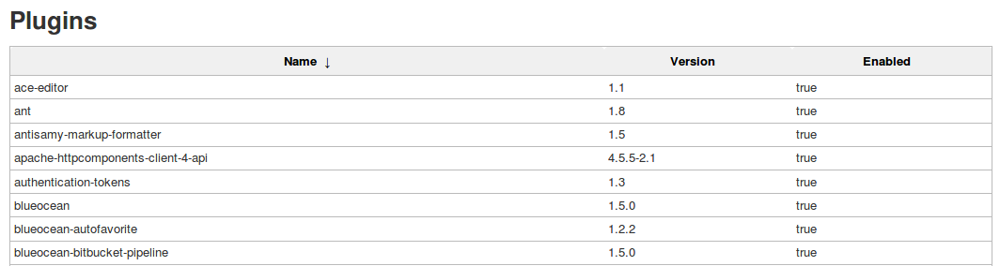 Plugins
Name ↓ Version Enabled
ace-editor 1.1 true
ant 1.8 true
antisamy-markup-formatter 1.5 true
apache-httpcomponents-client-4-api 4.5.5-2.1 true
authentication-tokens 1.3 true
blueocean 1.5.0 true
blueocean-autofavorite 1.2.2 true
blueocean-bitbucket-pipeline 1.5.0 true